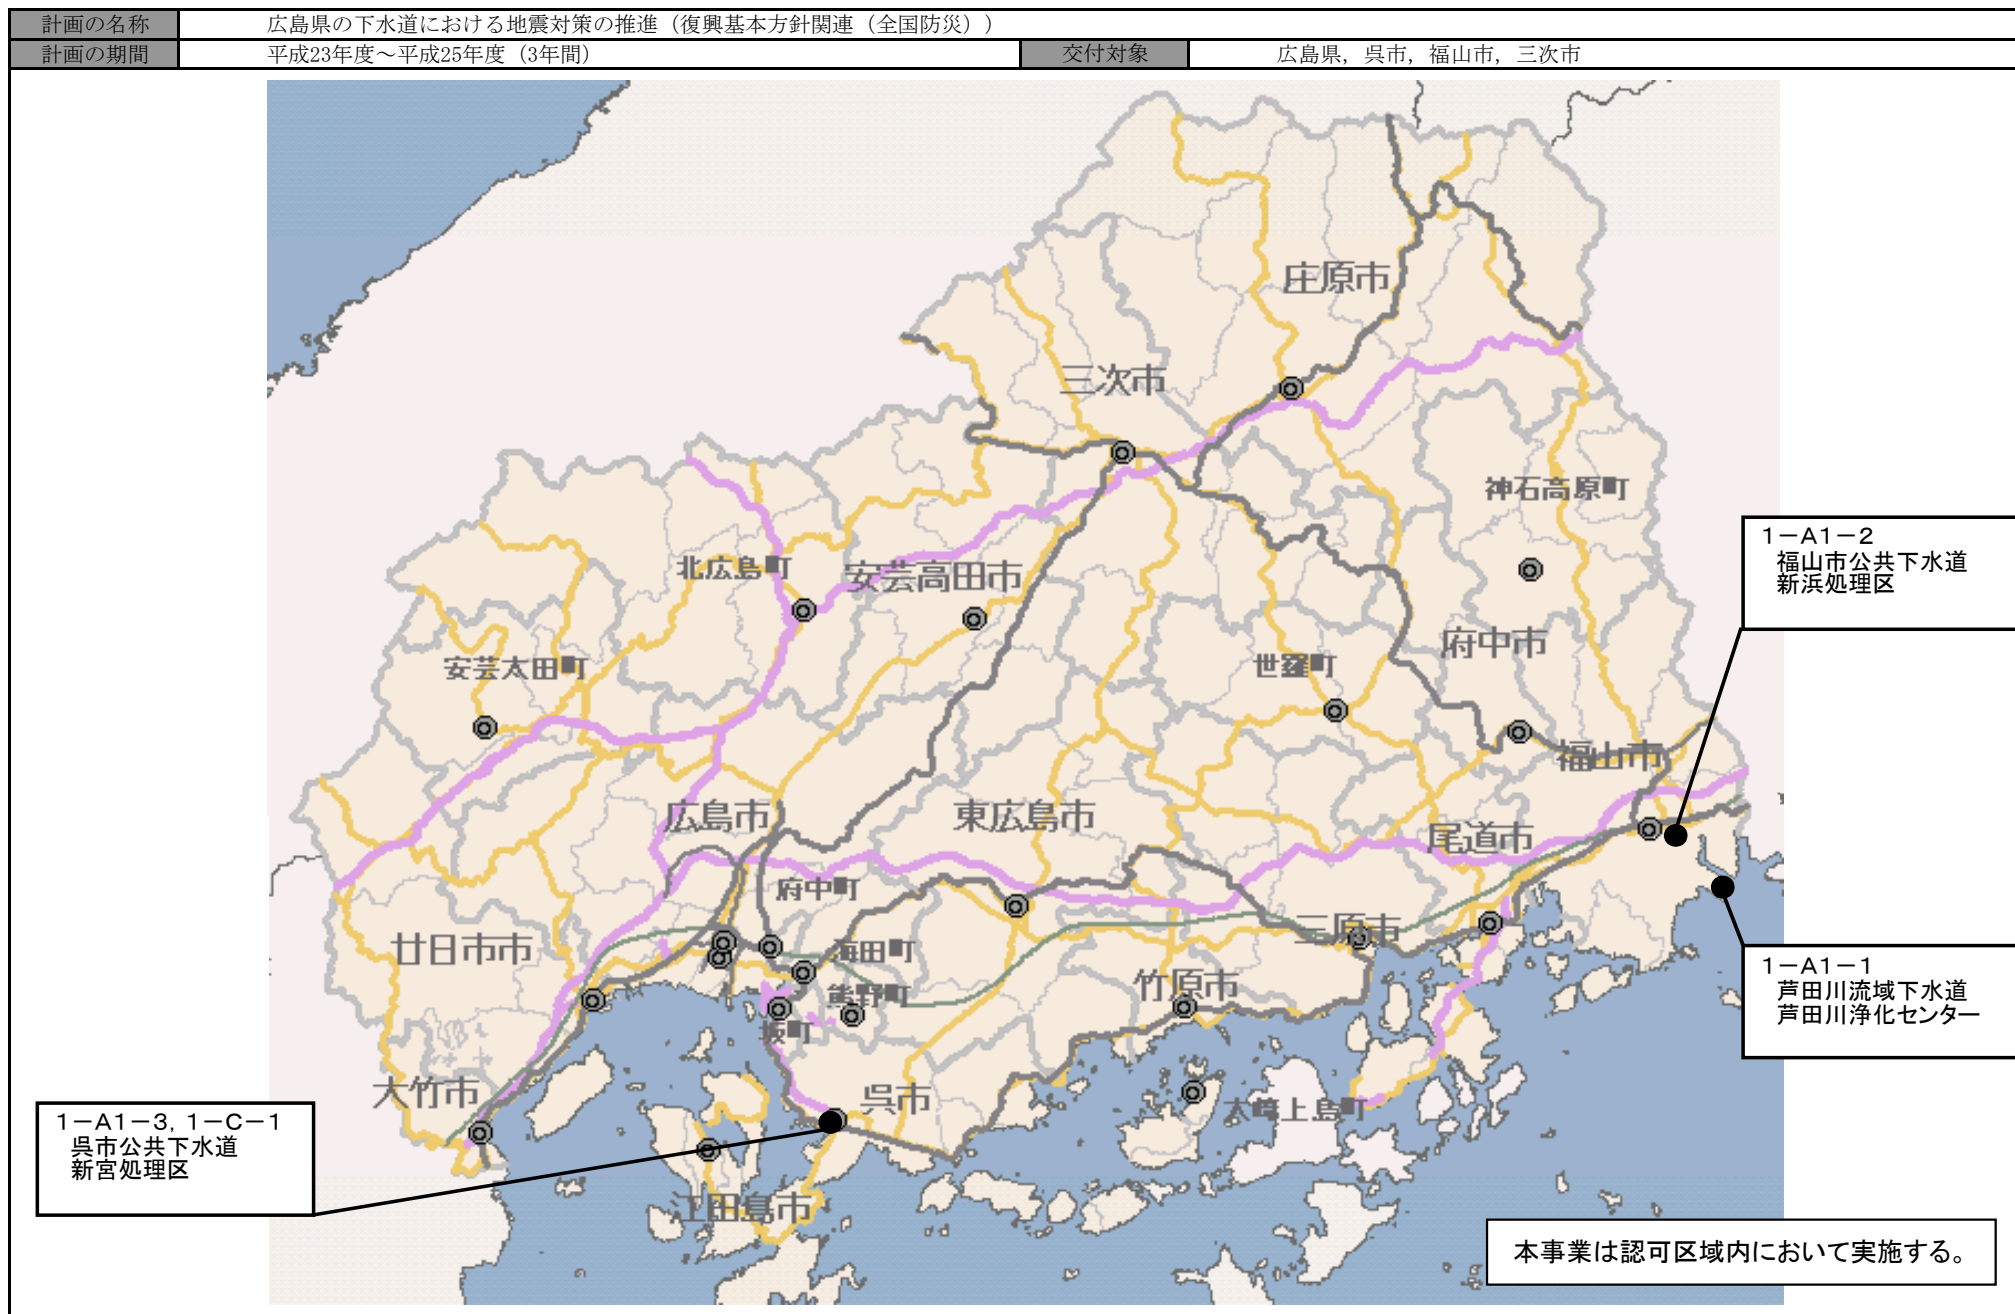 計画の名称 広島県の下水道における地震対策の推進（復興基本方針関連（全国防災））
計画の期間 平成23年度～平成25年度（3年間） 交付対象 広島県，呉市，福山市，三次市
庄原市
三次市
神石高原町
1－A1－2
福山市公共下水道
新浜処理区
北広島町
安芸高田市
府中市
安芸太田町
世羅町
福山市
広島市
東広島市
尾道市
府中町
三原市
廿日市市
海田町
1－A1－1
芦田川流域下水道
芦田川浄化センター
竹原市
熊野町
坂町
大竹市
呉市
大崎上島町
1－A1－3，1－C－1
呉市公共下水道
新宮処理区
江田島市
本事業は認可区域内において実施する。